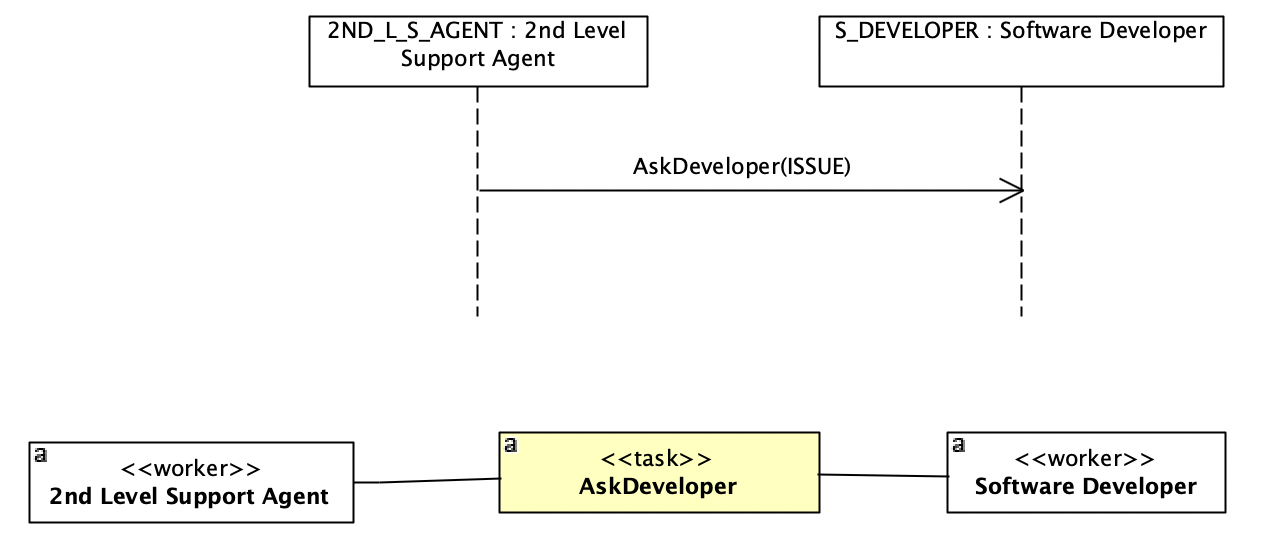 2ND_L_S_AGENT : 2nd Level
Support Agent
S_DEVELOPER : Software Developer
AskDeveloper(ISSUE)
a
<<worker>>
2nd Level Support Agent
a
<<task>>
AskDeveloper
a
<<worker>>
Software Developer